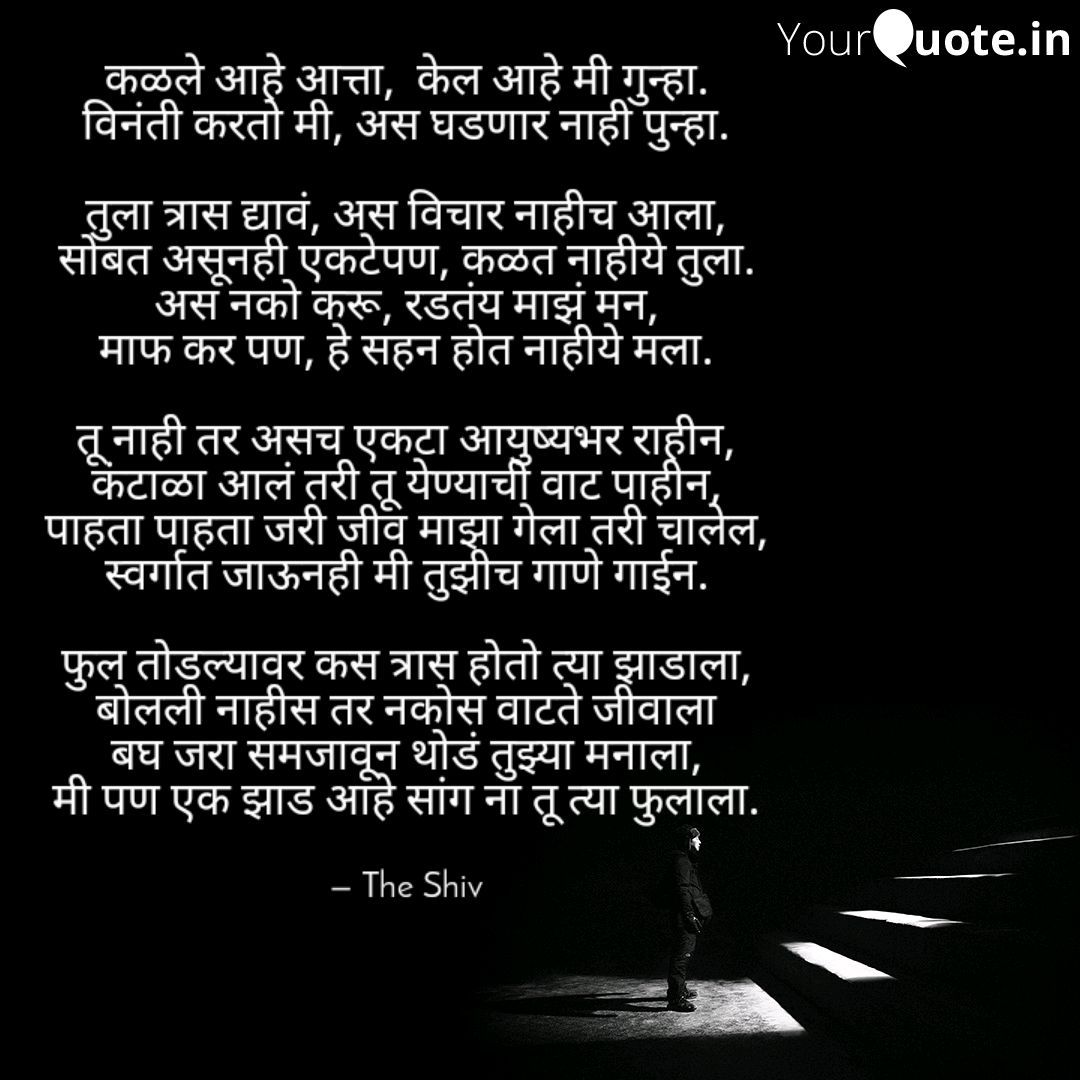 YourQuote.in
कळले आहे आत्ता, केल आहे मी गुन्हा.
विनंती करतो मी, अस घडणार नाही पुन्हा.
तुला त्रास द्यावं, अस विचार नाहीच आला,
सोबत असूनही एकटेपण, कळत नाहीये तुला.
अस नको करू, रडतंय माझं मन,
माफ कर पण, हे सहन होत नाहीये मला.
तू नाही तर असच एकटा आयुष्यभर राहीन,
कंटाळा आलं तरी तू येण्याची वाट पाहीन,
पाहता पाहता जरी जीव माझा गेला तरी चालेल,
स्वर्गात जाऊनही मी तुझीच गाणे गाईन.
फुल तोडल्यावर कस त्रास होतो त्या झाडाला,
बोलली नाहीस तर नकोस वाटते जीवाला
बघ जरा समजावून थोडं तुझ्या मनाला,
मी पण एक झाड आहे सांग ना तू त्या फुलाला.
– The Shiv